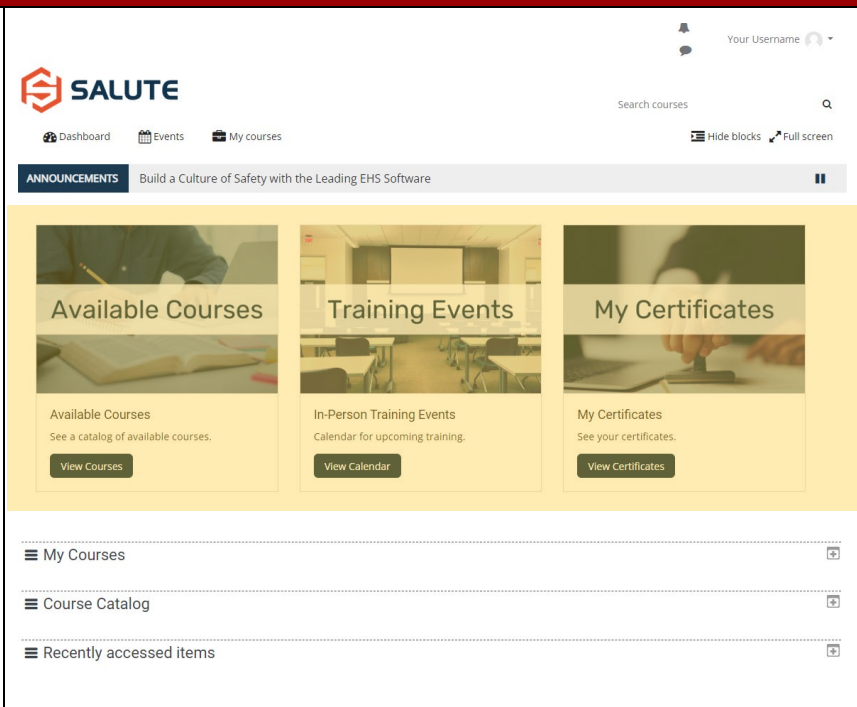 Your Username
SALUTE
Search courses
Dashboard Events My courses
Hide blocks Full screen
ANNOUNCEMENTS Build a Culture of Safety with the Leading EHS Software
Available Courses
Training Events
My Certificates
Available Courses
See a catalog of available courses.
View Courses
In-Person Training Events
Calendar for upcoming training.
View Calendar
My Certificates
See your certificates.
View Certificates
My Courses
Course Catalog
Recently accessed items